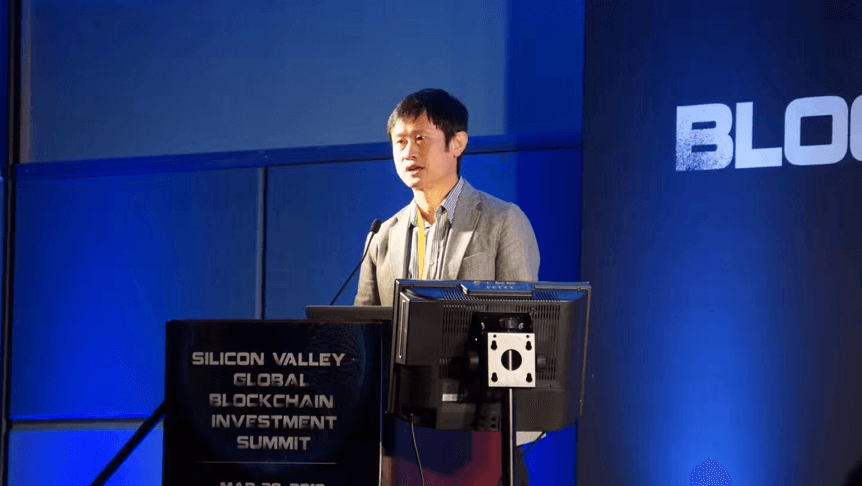 BLOC
SILICON VALLEY
GLOBAL
BLOCKCHAIN
INVESTMENT
SUMMIT